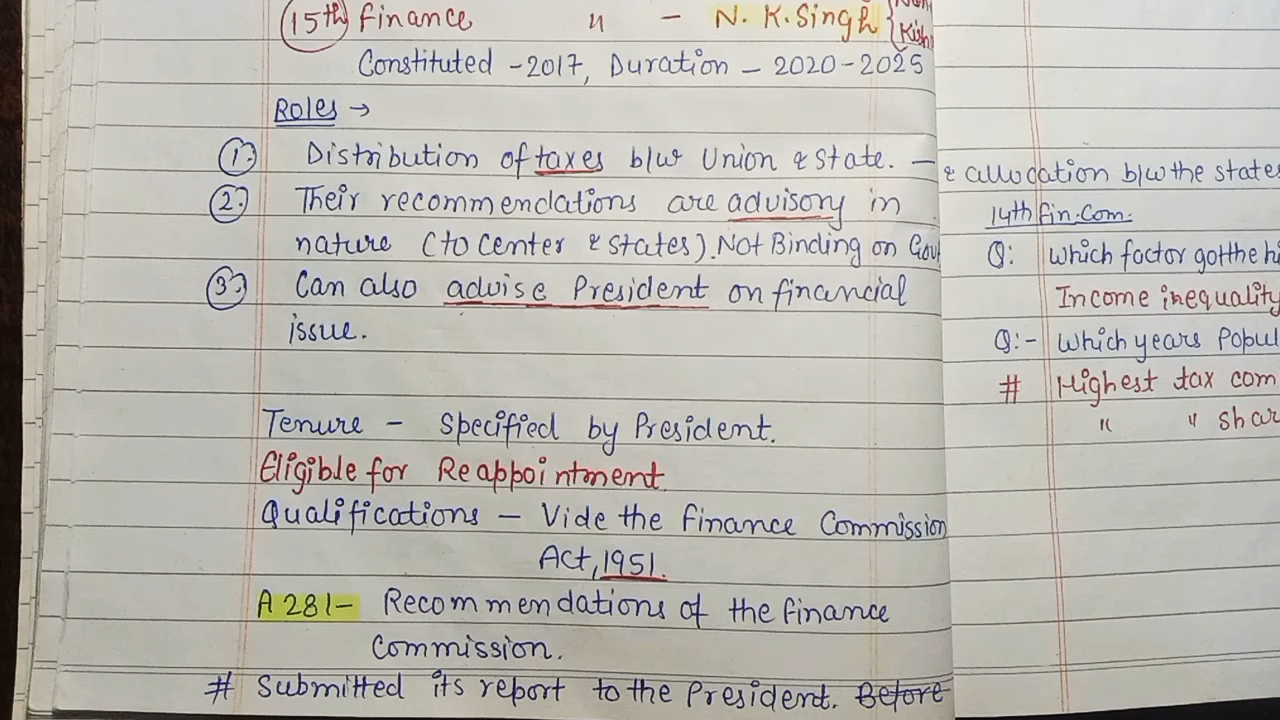 15th finance " - N. K. Singh
Constituted - 2017, Duration - 2020-2025
Roles →
1. Distribution of taxes b/w Union & State. —
2. Their recommendations are advisory in
nature (to center & states). Not Binding on Gov
3. Can also advise President on financial
issue.
Tenure - Specified by President.
Eligible for Reappointment
Qualifications - Vide the Finance Commission
Act, 1951.
A 281- Recommendations of the finance
Commission.
# Submitted its report to the President. Before
& allocation b/w the states
14th fin. Com.
Q: which factor got the hi
Income inequality
Q:- which years Popul
# Highest tax com
" " shar